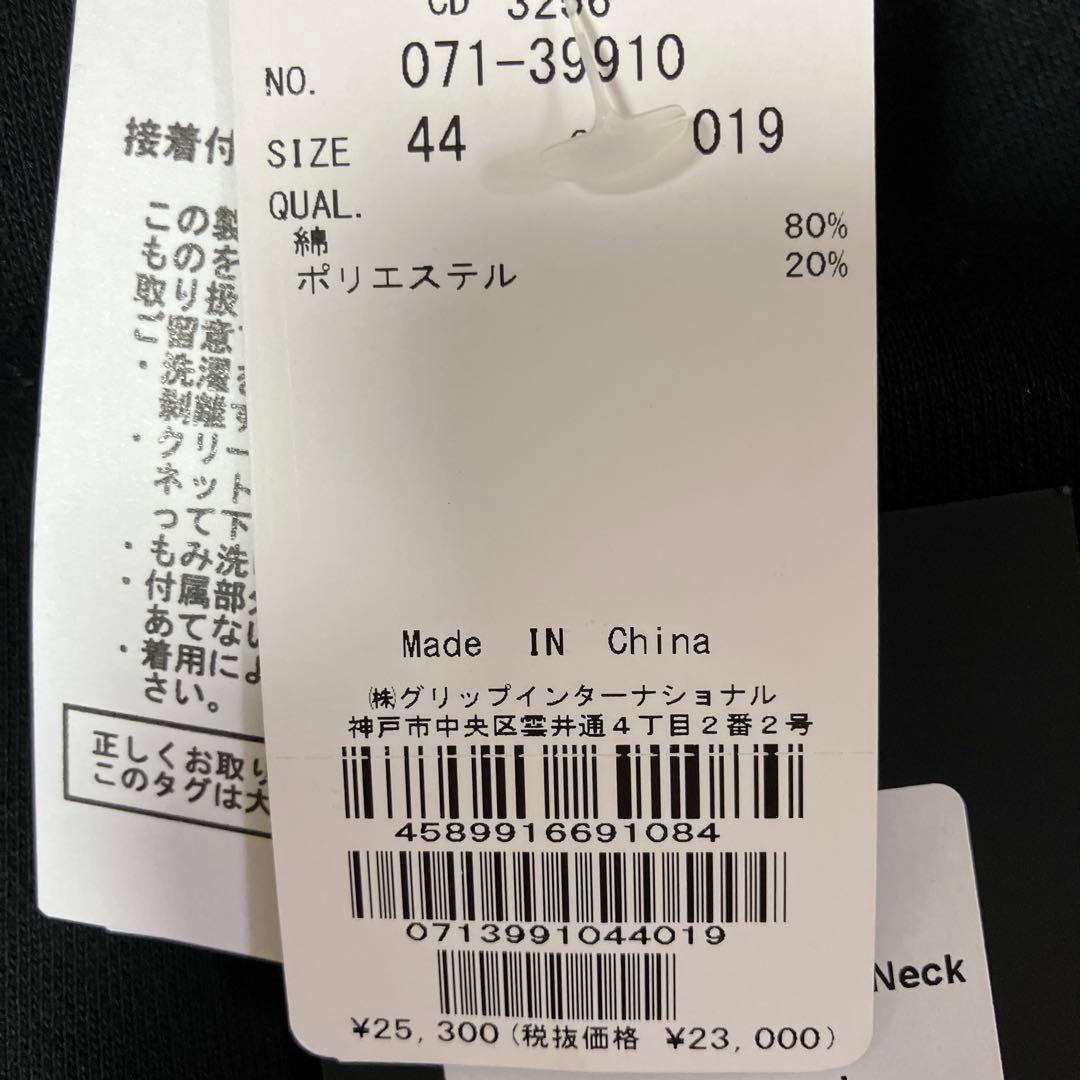 CD 3256
NO. 071-39910
SIZE 44 019
QUAL.
綿 80%
ポリエステル 20%
Made IN China
㈱グリップインターナショナル
神戸市中央区雲井通4丁目2番2号
4589916691084
0713991044019
¥25,300(税抜価格 ¥23,000)
接着付
この製
ものを
取り扱
ご留意
・洗濯
剥離す
・クリー
ネット
って下
・もみ洗
・付属部
あてない
・着用によ
さい。
正しくお取り
このタグは大
Neck